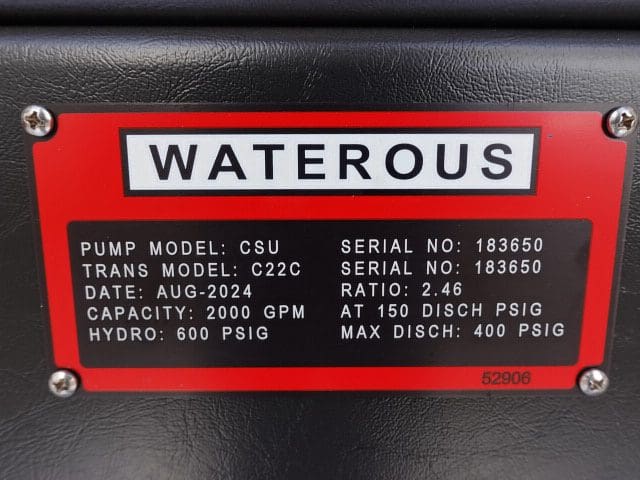 WATEROUS
PUMP MODEL: CSU SERIAL NO: 183650
TRANS MODEL: C22C SERIAL NO: 183650
DATE: AUG-2024 RATIO: 2.46
CAPACITY: 2000 GPM AT 150 DISCH PSIG
HYDRO: 600 PSIG MAX DISCH: 400 PSIG
52906